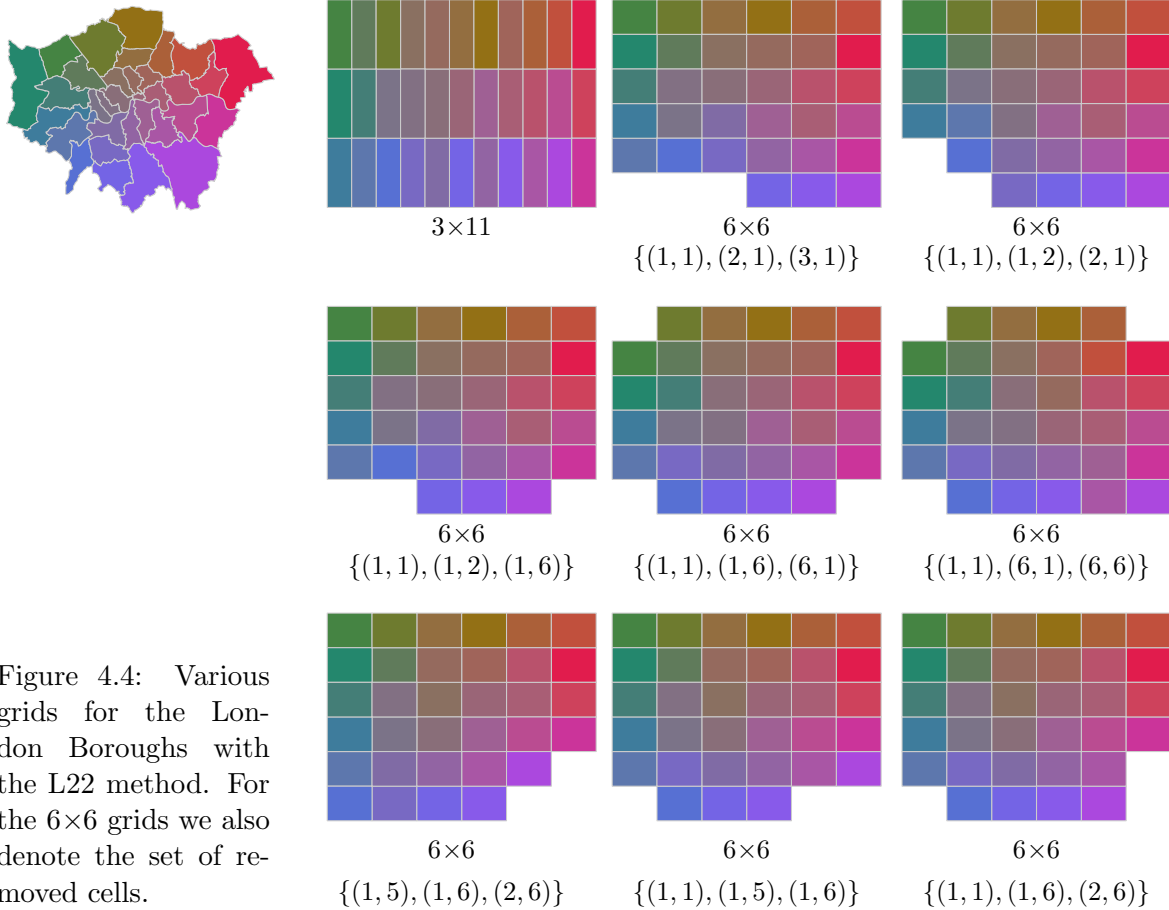 3×11
6×6
{(1, 1), (2, 1), (3, 1)}
6×6
{(1, 1), (1, 2), (2, 1)}
6×6
{(1, 1), (1, 2), (1, 6)}
6×6
{(1, 1), (1, 6), (6, 1)}
6×6
{(1, 1), (6, 1), (6, 6)}
Figure 4.4: Various
grids for the Lon-
don Boroughs with
the L22 method. For
the 6×6 grids we also
denote the set of re-
moved cells.
6×6
{(1, 5), (1, 6), (2, 6)}
6×6
{(1, 1), (1, 5), (1, 6)}
6×6
{(1, 1), (1, 6), (2, 6)}